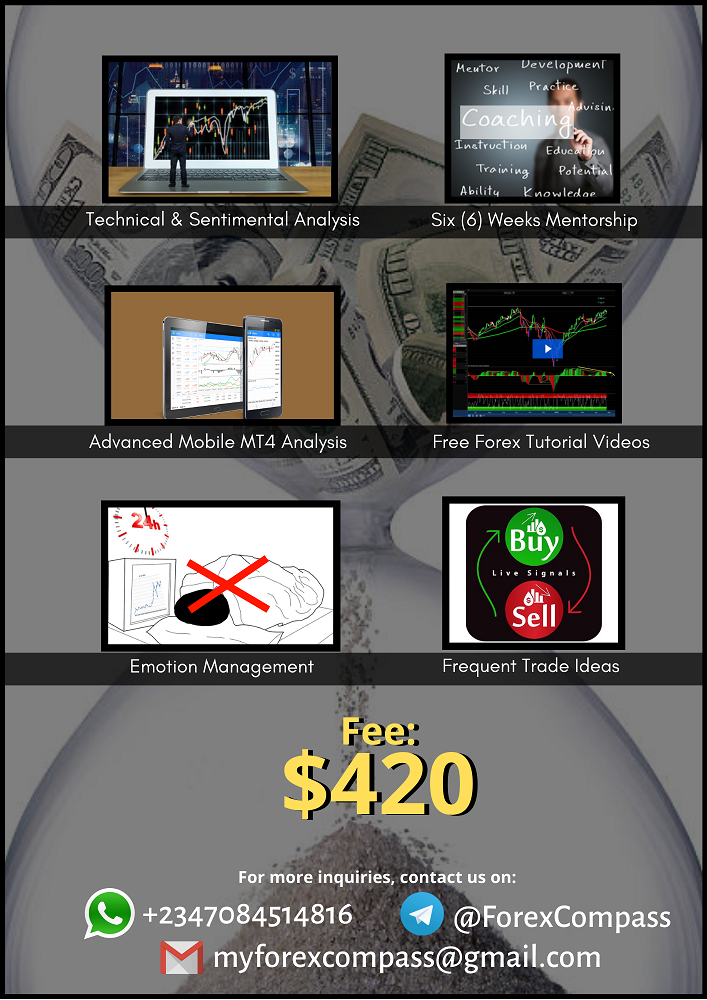 Mentor
Development
Skill
Practice
Advisin
Coaching
Instruction
Education
Training
Potential
Ability
Knowledge
Technical & Sentimental Analysis
Six (6) Weeks Mentorship
Advanced Mobile MT4 Analysis
Free Forex Tutorial Videos
24h
Buy
Live Signals
Sell
Emotion Management
Frequent Trade Ideas
Fee:
$420
For more inquiries, contact us on:
+2347084514816
@ForexCompass
myforexcompass@gmail.com